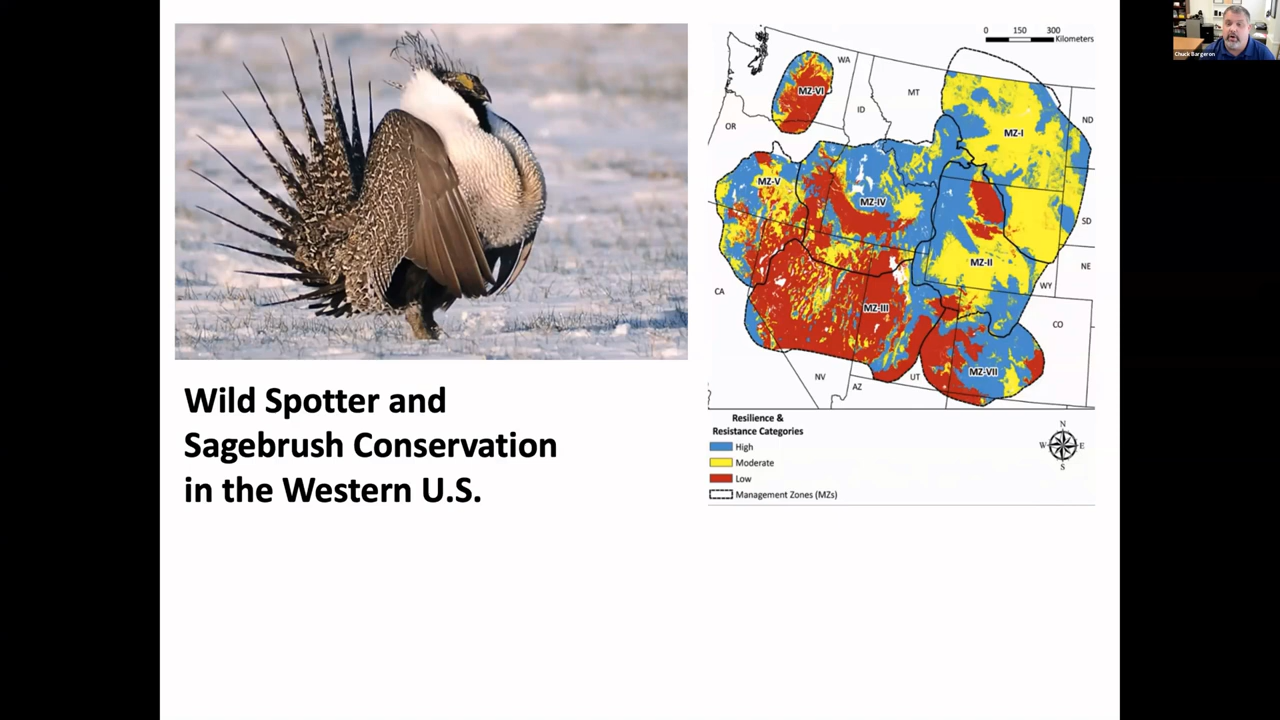 Wild Spotter and
Sagebrush Conservation
in the Western U.S.
0 150 300
Kilometers
WA
MZ-VI
MT
ID
OR
ND
MZ-I
MZ-V
MZ-IV
SD
MZ-II
NE
WY
CA
MZ-III
CO
MZ-VII
NV
AZ
UT
Resilience &
Resistance Categories
High
Moderate
Low
Management Zones (MZs)
N
W E
S
Chuck Bargeron